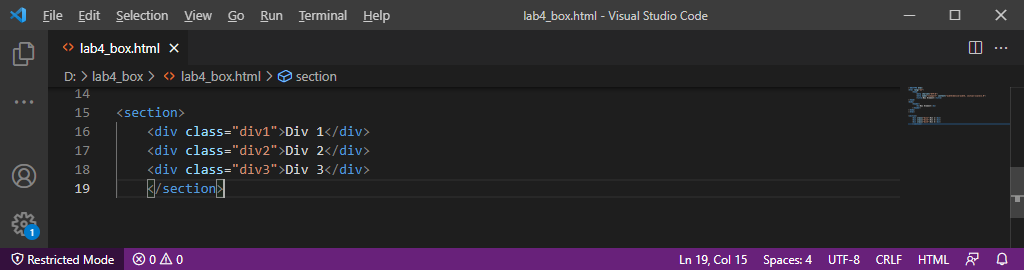 File Edit Selection View Go Run Terminal Help lab4_box.html - Visual Studio Code
lab4_box.html
D: > lab4_box > lab4_box.html > section
14
15 <section>
16 <div class="div1">Div 1</div>
17 <div class="div2">Div 2</div>
18 <div class="div3">Div 3</div>
19 </section>
1
Restricted Mode 0 0 Ln 19, Col 15 Spaces: 4 UTF-8 CRLF HTML